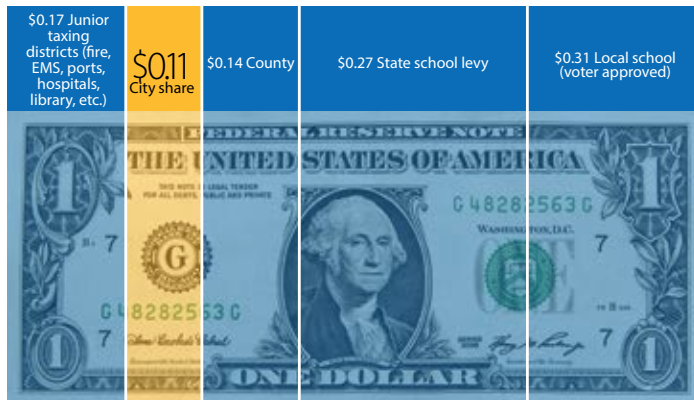 $0.17 Junior
taxing
districts (fire,
EMS, ports,
hospitals,
library, etc.)
$0.11
City share
$0.14 County
$0.27 State school levy
$0.31 Local school
(voter approved)
FEDERAL RESERVE NOTE
THE UNITED STATES OF AMERICA
THIS NOTE IS LEGAL TENDER
FOR ALL DEBTS, PUBLIC AND PRIVATE
1
1
G 48282563 G
WASHINGTON, D.C.
7
7
G
ONE
G 48282563 G
7
7
1
1
ONE DOLLAR